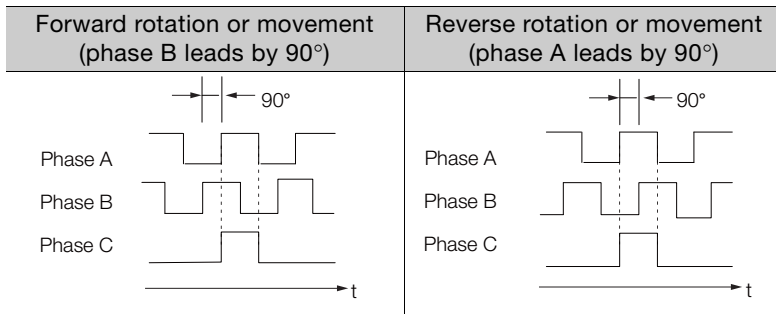 Forward rotation or movement
(phase B leads by 90°)
90°
Phase A
Phase B
Phase C
t
Reverse rotation or movement
(phase A leads by 90°)
90°
Phase A
Phase B
Phase C
t